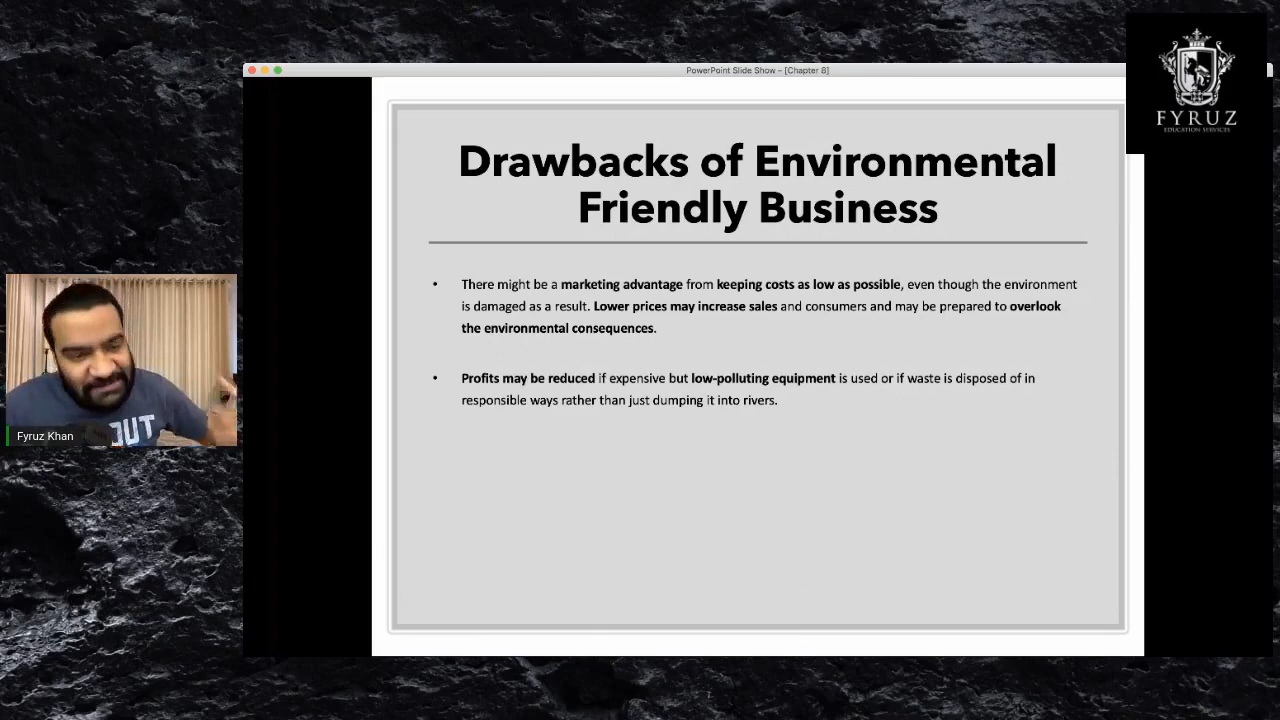 PowerPoint Slide Show – [Chapter 8]
FYRUZ
EDUCATION SERVICES
Drawbacks of Environmental
Friendly Business
• There might be a marketing advantage from keeping costs as low as possible, even though the environment
is damaged as a result. Lower prices may increase sales and consumers and may be prepared to overlook
the environmental consequences.
• Profits may be reduced if expensive but low-polluting equipment is used or if waste is disposed of in
responsible ways rather than just dumping it into rivers.
OUT
Fyruz Khan